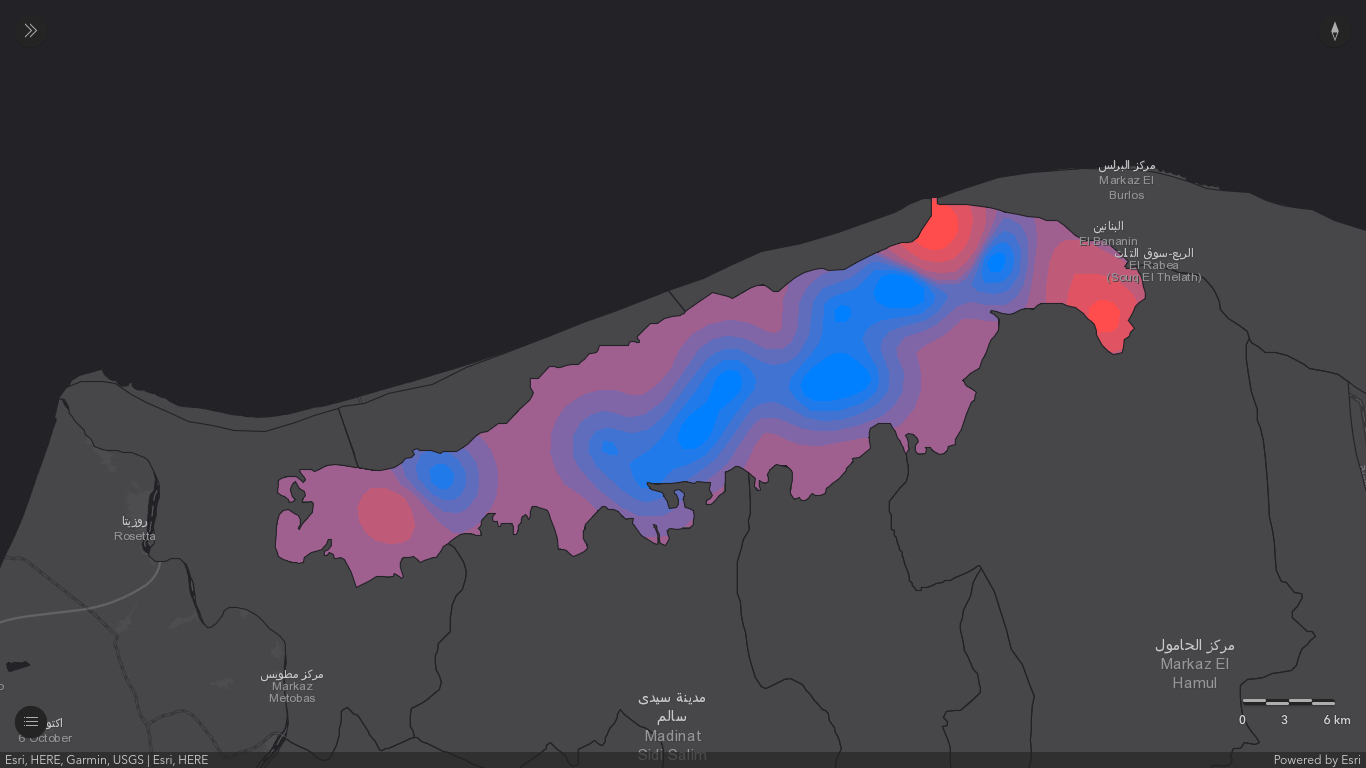 مركز البرلس
Markaz El
Burlos
البنانين
El Bananin
الربع-سوق الثلاث
El Rabea
(Souq El Thelath)
روزيتا
Rosetta
مركز الحامول
Markaz El
Hamul
مركز مطوبس
Markaz
Metobas
مدينة سيدى
سالم
Madinat
Sidi Salim
0 3 6 km
اكتو
6 October
Esri, HERE, Garmin, USGS | Esri, HERE
Powered by Esri